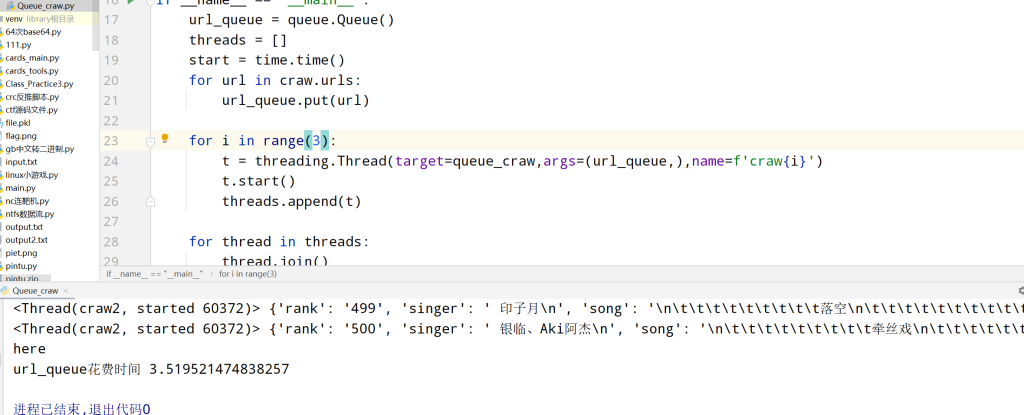 Queue_craw.py
venv library根目录
64次base64.py
111.py
cards_main.py
cards_tools.py
Class_Practice3.py
crc反推脚本.py
ctf源码文件.py
file.pkl
flag.png
gb中文转二进制.py
input.txt
linux小游戏.py
main.py
nc连靶机.py
ntfs数据流.py
output.txt
output2.txt
piet.png
pintu.py
pintu.zip
16 if __name__ == '__main__':
17 url_queue = queue.Queue()
18 threads = []
19 start = time.time()
20 for url in craw.urls:
21 url_queue.put(url)
22
23 for i in range(3):
24 t = threading.Thread(target=queue_craw,args=(url_queue,),name=f'craw{i}')
25 t.start()
26 threads.append(t)
27
28 for thread in threads:
29 thread.join()
if __name__ == "__main__" › for i in range(3)
Queue_craw ×
<Thread(craw2, started 60372)> {'rank': '499', 'singer': ' 印子月\n', 'song': '\n\t\t\t\t\t\t\t\t\t\t落空\n\t\t\t\t\t\t\t\t\t
<Thread(craw2, started 60372)> {'rank': '500', 'singer': ' 银临、Aki阿杰\n', 'song': '\n\t\t\t\t\t\t\t\t\t\t牵丝戏\n\t\t\t\t\t\t
here
url_queue花费时间 3.519521474838257
进程已结束,退出代码0